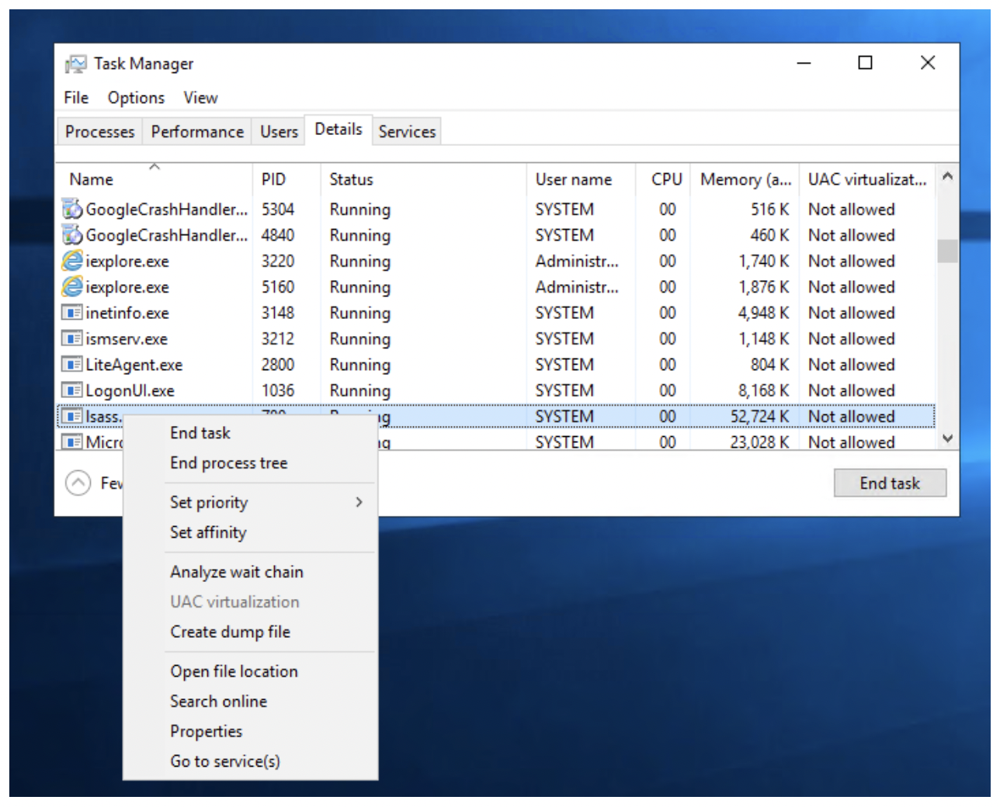 Task Manager
File Options View
Processes Performance Users Details Services
Name PID Status User name CPU Memory (a... UAC virtualizat...
GoogleCrashHandler... 5304 Running SYSTEM 00 516 K Not allowed
GoogleCrashHandler... 4840 Running SYSTEM 00 460 K Not allowed
iexplore.exe 3220 Running Administr... 00 1,740 K Not allowed
iexplore.exe 5160 Running Administr... 00 1,876 K Not allowed
inetinfo.exe 3148 Running SYSTEM 00 4,948 K Not allowed
ismserv.exe 3212 Running SYSTEM 00 1,148 K Not allowed
LiteAgent.exe 2800 Running SYSTEM 00 804 K Not allowed
LogonUI.exe 1036 Running SYSTEM 00 8,168 K Not allowed
lsass. SYSTEM 00 52,724 K Not allowed
SYSTEM 00 23,028 K Not allowed
End task
End process tree
Set priority
Set affinity
Analyze wait chain
UAC virtualization
Create dump file
Open file location
Search online
Properties
Go to service(s)
End task